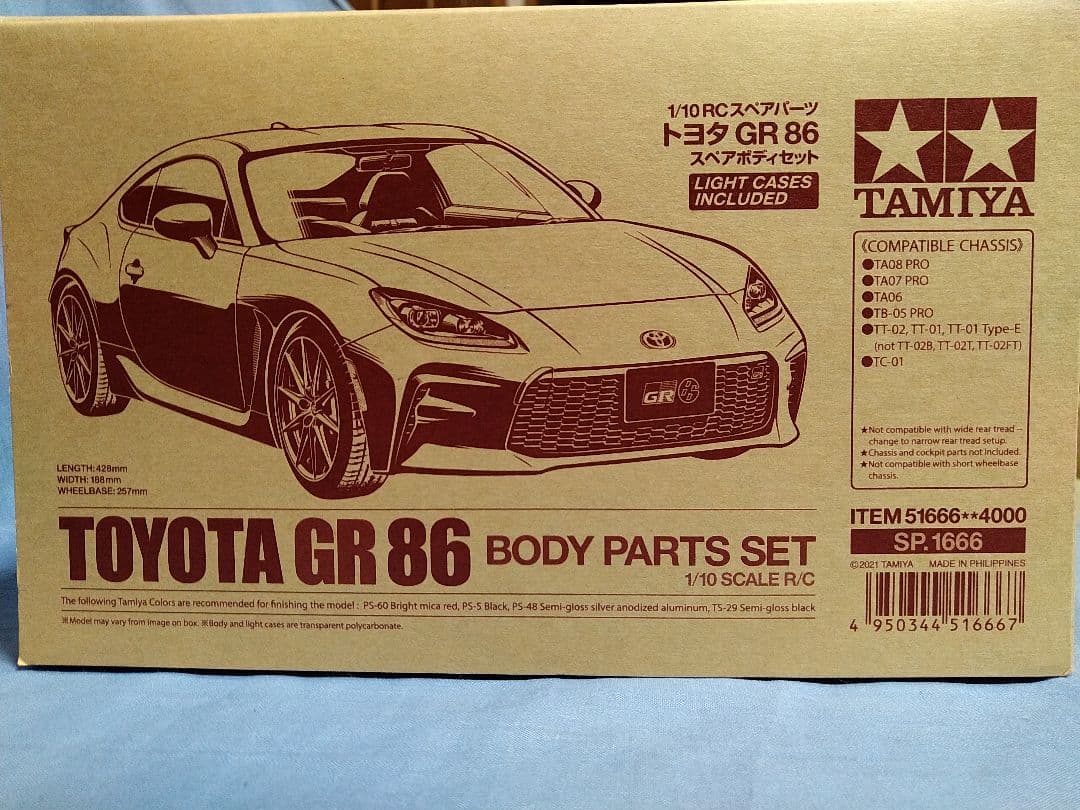 1/10 RCスペアパーツ
トヨタ GR 86
スペアボディセット
LIGHT CASES
INCLUDED
TAMIYA
《COMPATIBLE CHASSIS》
●TA08 PRO
●TA07 PRO
●TA06
●TB-05 PRO
●TT-02, TT-01, TT-01 Type-E
(not TT-02B, TT-02T, TT-02FT)
●TC-01
★Not compatible with wide rear tread –
change to narrow rear tread setup.
★Chassis and cockpit parts not included.
★Not compatible with short wheelbase
chassis.
GR 86
LENGTH: 428mm
WIDTH: 188mm
WHEELBASE: 257mm
TOYOTA GR 86 BODY PARTS SET
1/10 SCALE R/C
ITEM 51666★★4000
SP.1666
©2021 TAMIYA MADE IN PHILIPPINES
4 950344 516667
The following Tamiya Colors are recommended for finishing the model : PS-60 Bright mica red, PS-5 Black, PS-48 Semi-gloss silver anodized aluminum, TS-29 Semi-gloss black
※Model may vary from image on box. ※Body and light cases are transparent polycarbonate.